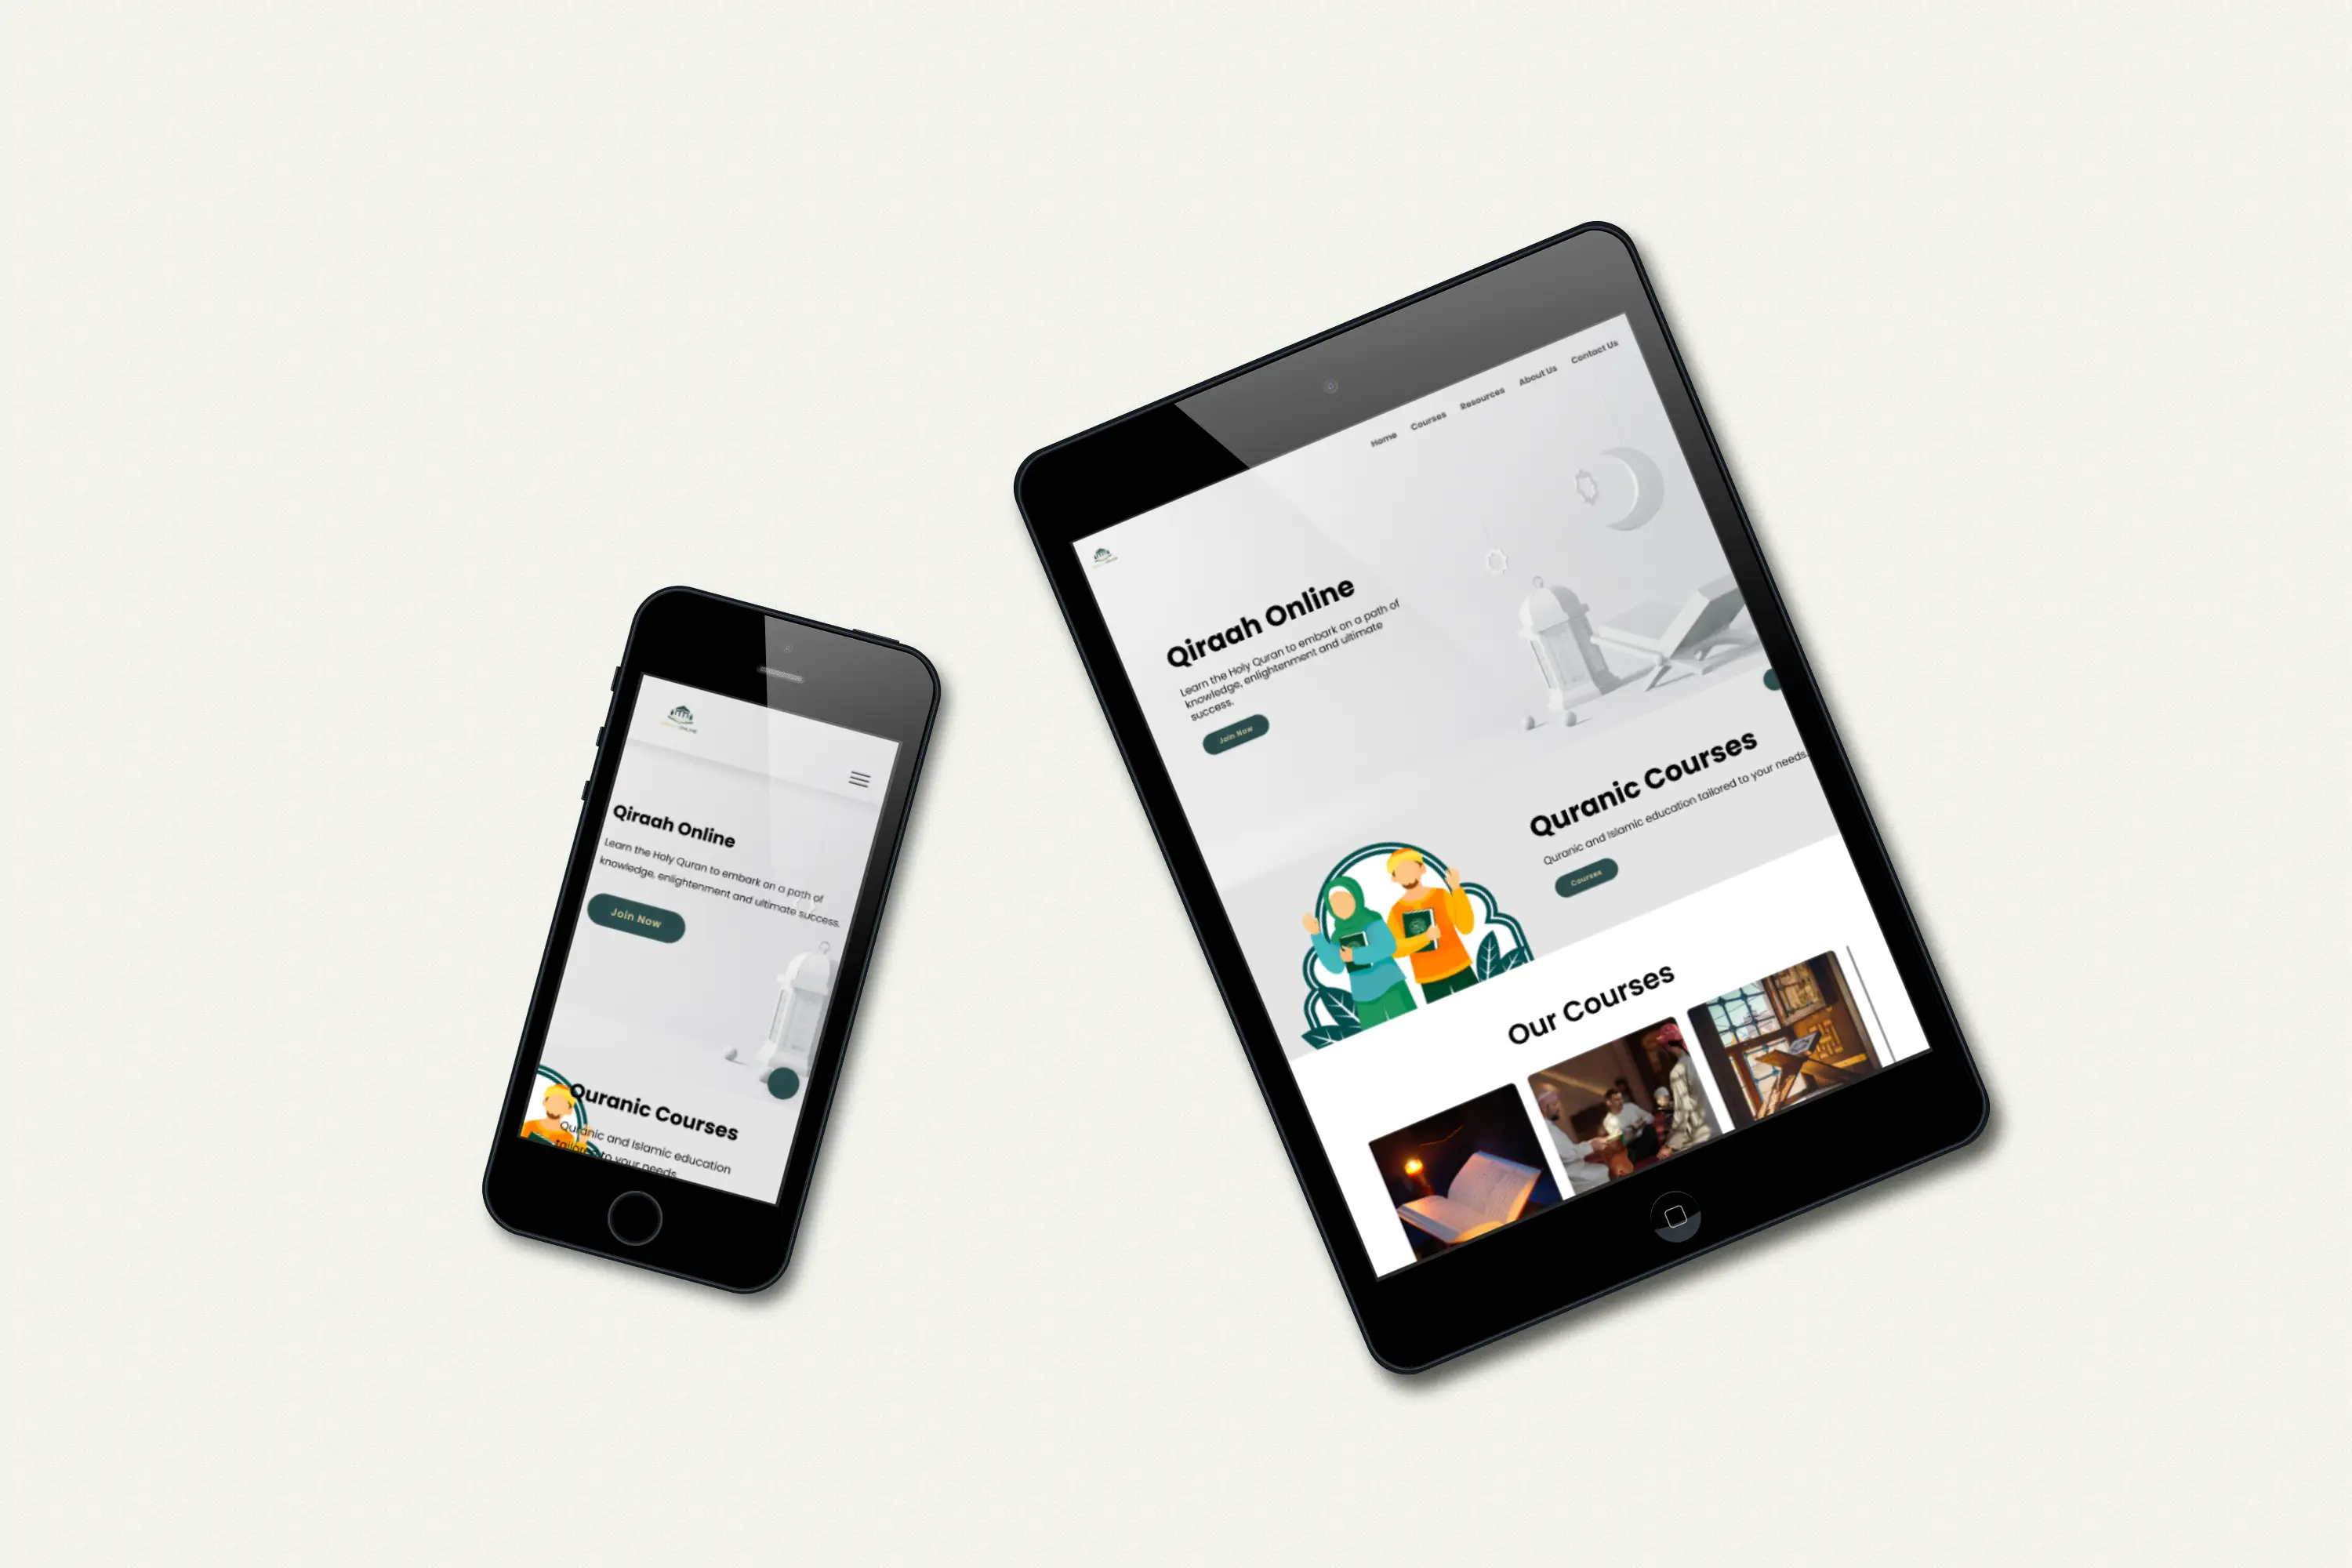 Qiraah Online
Learn the Holy Quran to embark on a path of
knowledge, enlightenment and ultimate success.
Join Now
Quranic Courses
Quranic and Islamic education
tailored to your needs.
Home Courses Resources About Us Contact Us
Qiraah Online
Learn the Holy Quran to embark on a path of
knowledge, enlightenment and ultimate
success.
Join Now
Quranic Courses
Quranic and Islamic education tailored to your needs.
Courses
Our Courses